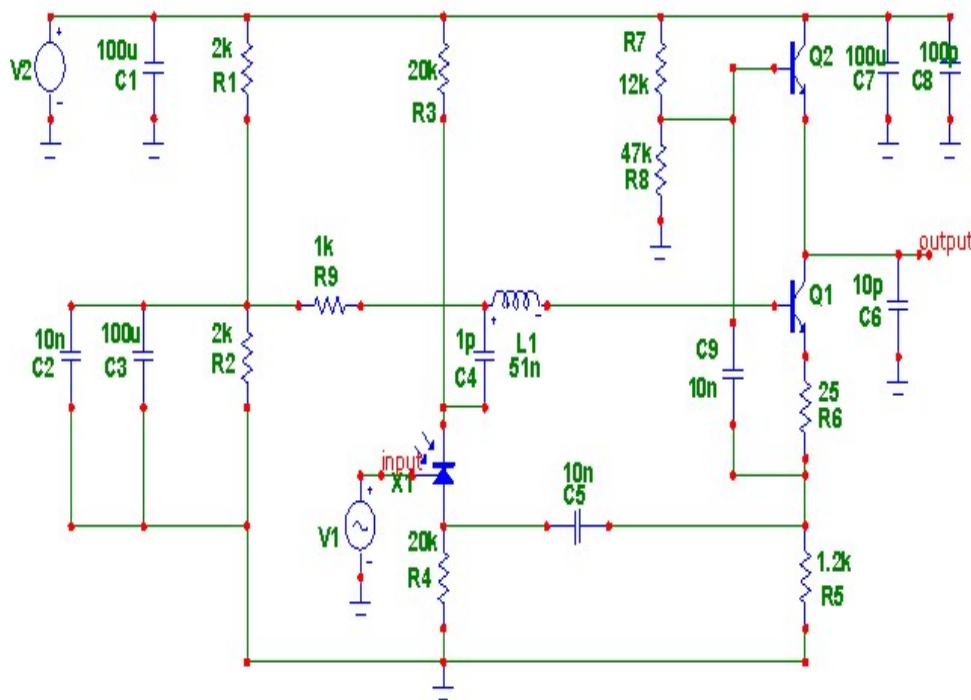 V2
100u
C1
2k
R1
20k
R3
R7
12k
Q2
100u
C7
100p
C8
47k
R8
output
1k
R9
10n
C2
100u
C3
2k
R2
1p
C4
L1
51n
Q1
10p
C6
C9
10n
25
R6
input
X1
V1
10n
C5
20k
R4
1.2k
R5